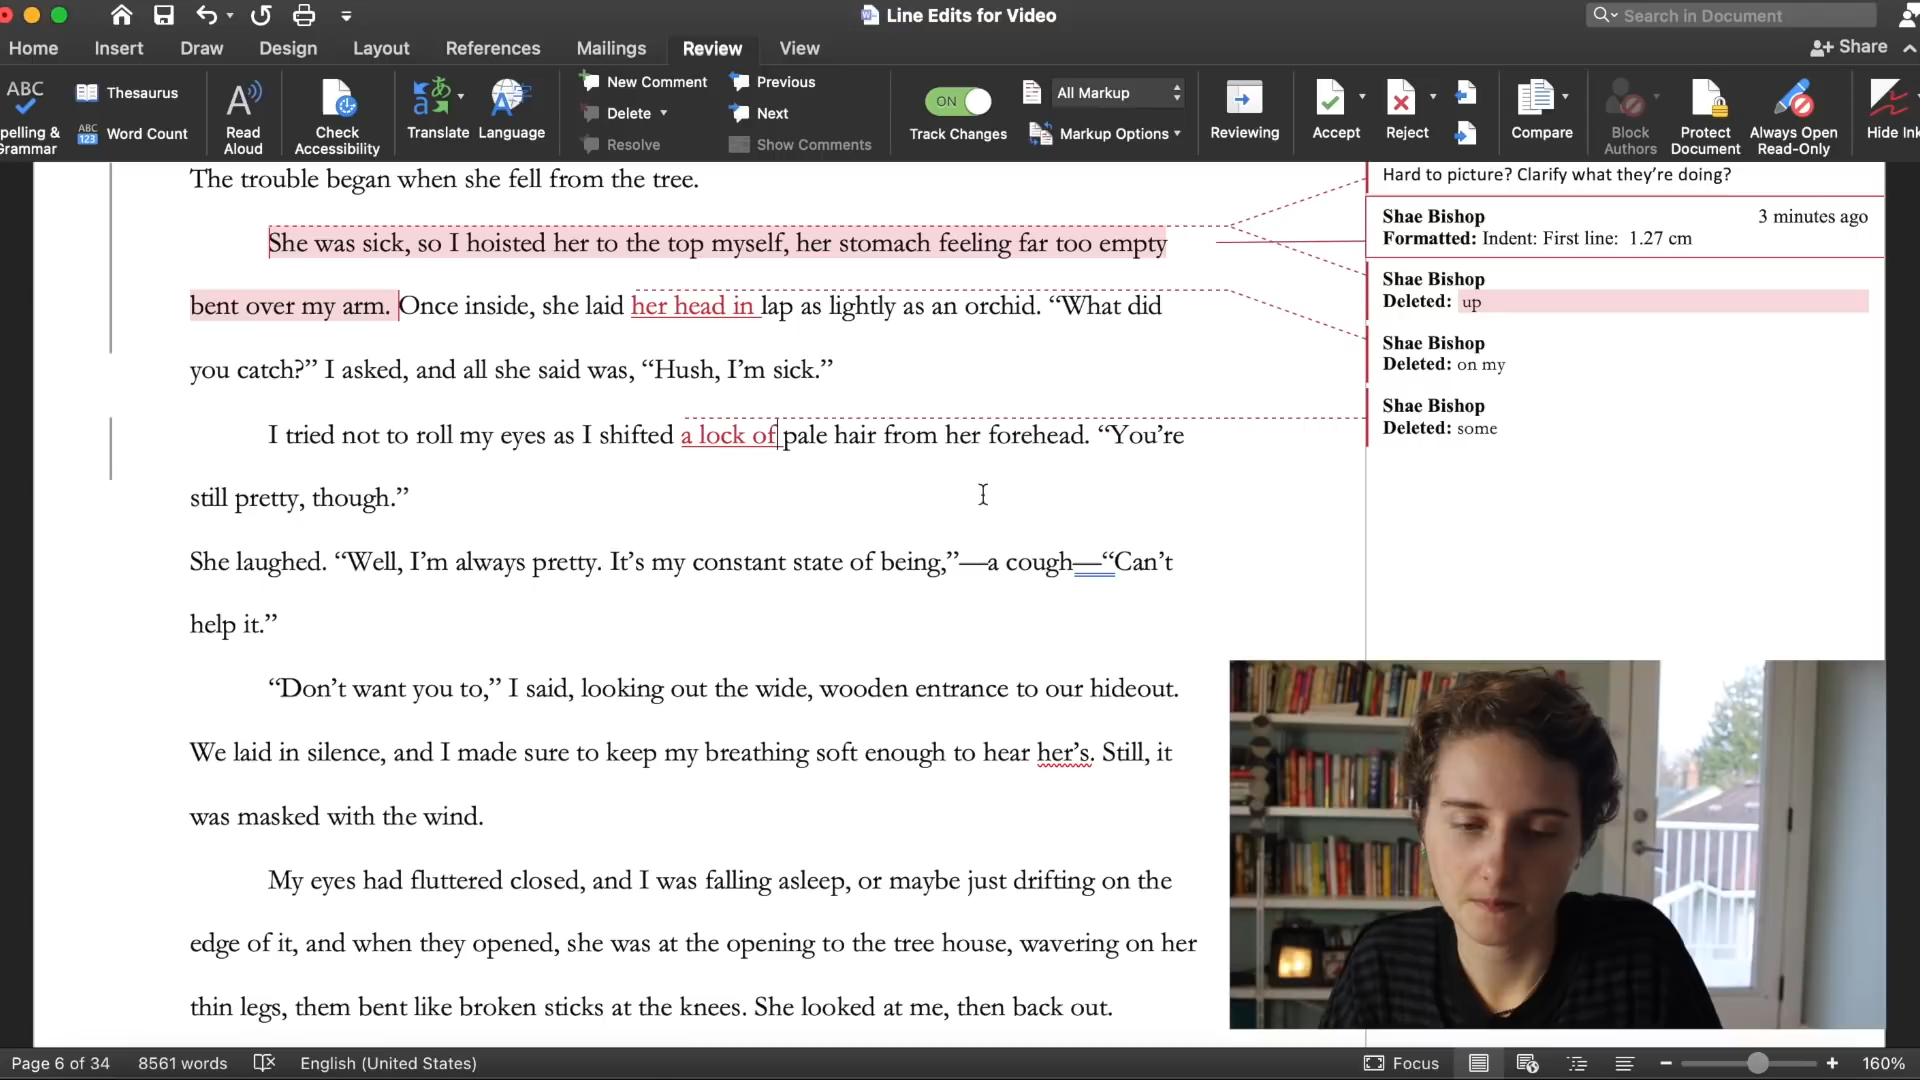 Line Edits for Video
Search in Document
Home Insert Draw Design Layout References Mailings Review View
Share
ABC
pelling & Grammar
Thesaurus
ABC 123 Word Count
Read Aloud
Check Accessibility
Translate
Language
New Comment
Delete
Resolve
Previous
Next
Show Comments
ON
Track Changes
All Markup
Markup Options
Reviewing
Accept
Reject
Compare
Block Authors
Protect Document
Always Open Read-Only
Hide Ink
The trouble began when she fell from the tree.
She was sick, so I hoisted her to the top myself, her stomach feeling far too empty
bent over my arm. Once inside, she laid her head in lap as lightly as an orchid. “What did
you catch?” I asked, and all she said was, “Hush, I’m sick.”
I tried not to roll my eyes as I shifted a lock of pale hair from her forehead. “You’re
still pretty, though.”
She laughed. “Well, I’m always pretty. It’s my constant state of being,”—a cough—“Can’t
help it.”
“Don’t want you to,” I said, looking out the wide, wooden entrance to our hideout.
We laid in silence, and I made sure to keep my breathing soft enough to hear her’s. Still, it
was masked with the wind.
My eyes had fluttered closed, and I was falling asleep, or maybe just drifting on the
edge of it, and when they opened, she was at the opening to the tree house, wavering on her
thin legs, them bent like broken sticks at the knees. She looked at me, then back out.
Hard to picture? Clarify what they’re doing?
Shae Bishop 3 minutes ago
Formatted: Indent: First line: 1.27 cm
Shae Bishop
Deleted: up
Shae Bishop
Deleted: on my
Shae Bishop
Deleted: some
Page 6 of 34 8561 words English (United States) Focus 160%